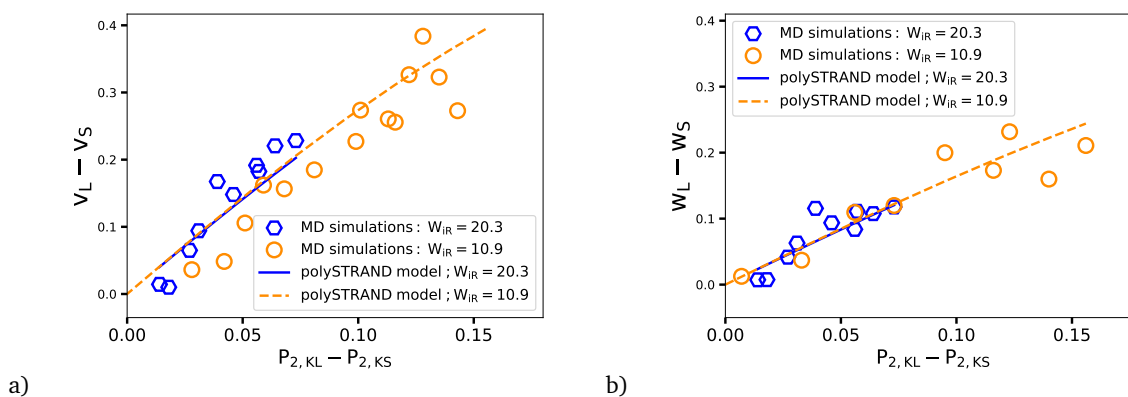 0.4
0.3
0.2
0.1
0.0
v_L − v_S
MD simulations: W_iR = 20.3
MD simulations: W_iR = 10.9
polySTRAND model ; W_iR = 20.3
polySTRAND model ; W_iR = 10.9
0.00 0.05 0.10 0.15
P_2, KL − P_2, KS
a)
0.4
0.3
0.2
0.1
0.0
w_L − w_S
MD simulations: W_iR = 20.3
MD simulations: W_iR = 10.9
polySTRAND model ; W_iR = 20.3
polySTRAND model ; W_iR = 10.9
0.00 0.05 0.10 0.15
P_2, KL − P_2, KS
b)